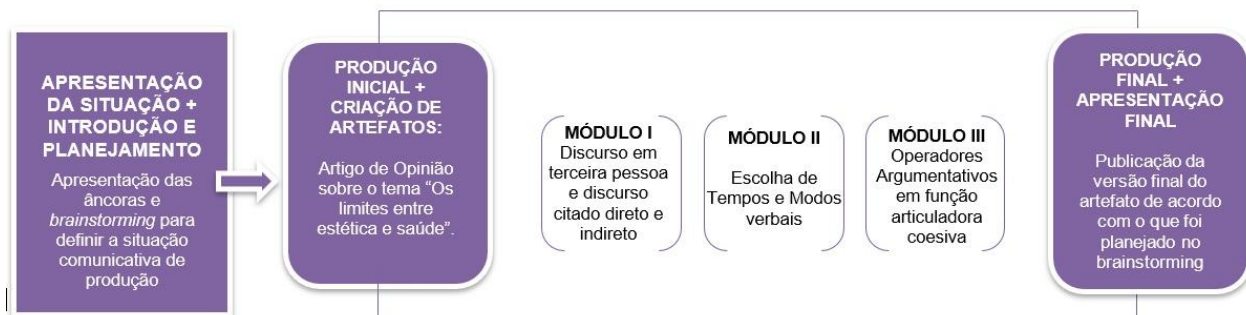 APRESENTAÇÃO
DA SITUAÇÃO +
INTRODUÇÃO E
PLANEJAMENTO
Apresentação das
âncoras e
brainstorming para
definir a situação
comunicativa de
produção
PRODUÇÃO
INICIAL +
CRIAÇÃO DE
ARTEFATOS:
Artigo de Opinião
sobre o tema “Os
limites entre
estética e saúde”.
MÓDULO I
Discurso em
terceira pessoa
e discurso
citado direto e
indireto
MÓDULO II
Escolha de
Tempos e Modos
verbais
MÓDULO III
Operadores
Argumentativos
em função
articuladora
coesiva
PRODUÇÃO
FINAL +
APRESENTAÇÃO
FINAL
Publicação da
versão final do
artefato de acordo
com o que foi
planejado no
brainstorming